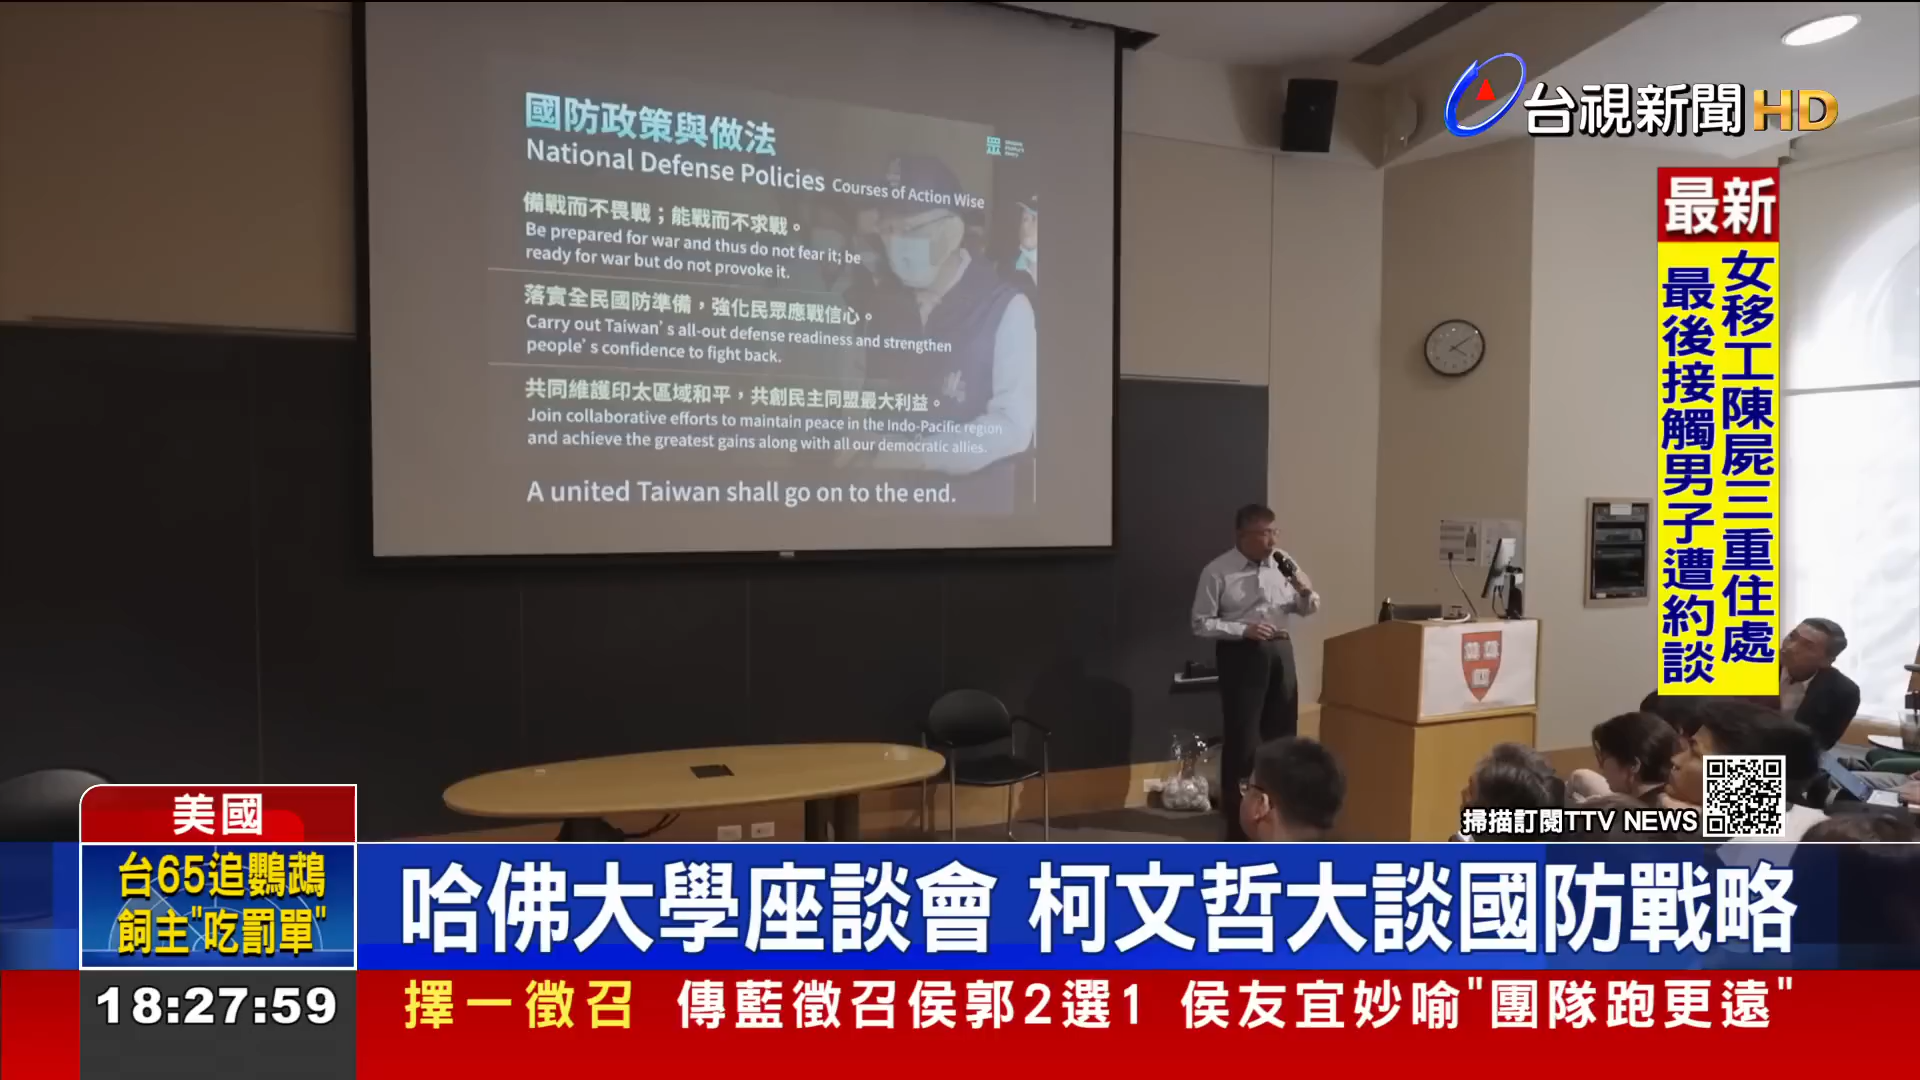 國防政策與做法
National Defense Policies Courses of Action Wise
備戰而不畏戰；能戰而不求戰。
Be prepared for war and thus do not fear it; be
ready for war but do not provoke it.
落實全民國防準備，強化民眾應戰信心。
Carry out Taiwan's all-out defense readiness and strengthen
people's confidence to fight back.
共同維護印太區域和平，共創民主同盟最大利益。
Join collaborative efforts to maintain peace in the Indo-Pacific region
and achieve the greatest gains along with all our democratic allies.
A united Taiwan shall go on to the end.
台視新聞HD
最新
女移工陳屍三重住處
最後接觸男子遭約談
掃描訂閱TTV NEWS
美國
台65追鸚鵡
飼主"吃罰單"
哈佛大學座談會 柯文哲大談國防戰略
18:27:59
擇一徵召 傳藍徵召侯郭2選1 侯友宜妙喻"團隊跑更遠"